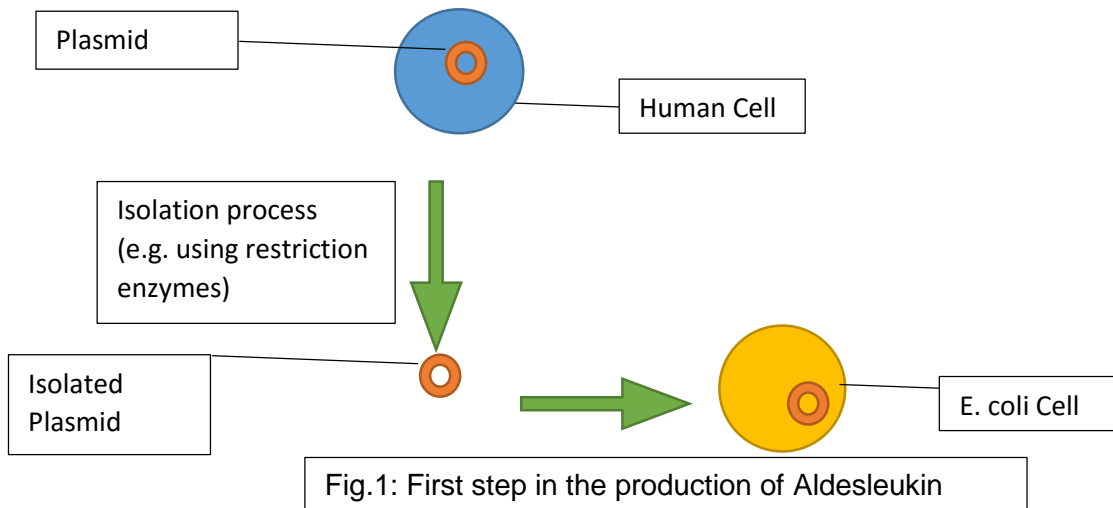 Plasmid
Human Cell
Isolation process
(e.g. using restriction
enzymes)
Isolated
Plasmid
E. coli Cell
Fig.1: First step in the production of Aldesleukin